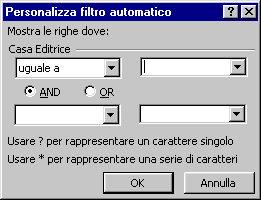 Personalizza filtro automatico
Mostra le righe dove:
Casa Editrice
uguale a
AND OR
Usare ? per rappresentare un carattere singolo
Usare * per rappresentare una serie di caratteri
OK Annulla